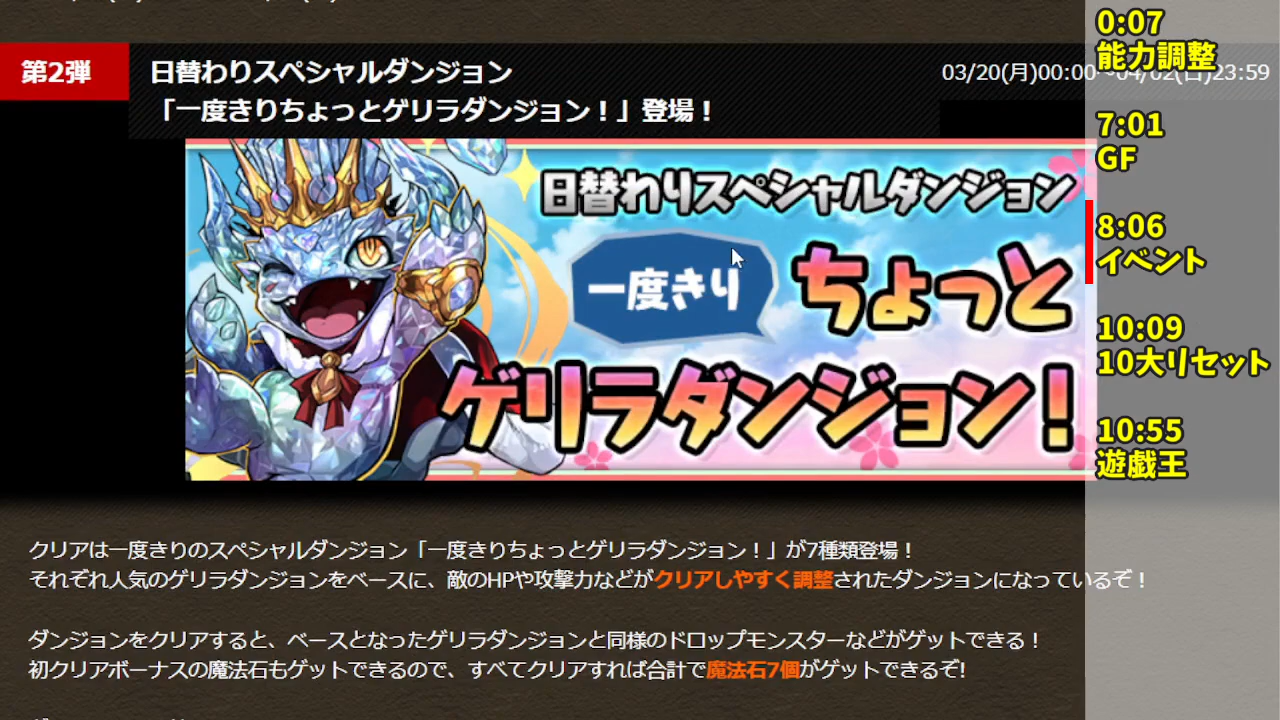 第2弾
日替わりスペシャルダンジョン
「一度きりちょっとゲリラダンジョン！」登場！
03/20(月)00:00～04/02(日)23:59
日替わりスペシャルダンジョン
一度きり
ちょっと
ゲリラダンジョン！
クリアは一度きりのスペシャルダンジョン「一度きりちょっとゲリラダンジョン！」が7種類登場！
それぞれ人気のゲリラダンジョンをベースに、敵のHPや攻撃力などがクリアしやすく調整されたダンジョンになっているぞ！
ダンジョンをクリアすると、ベースとなったゲリラダンジョンと同様のドロップモンスターなどがゲットできる！
初クリアボーナスの魔法石もゲットできるので、すべてクリアすれば合計で魔法石7個がゲットできるぞ!
0:07
能力調整
7:01
GF
8:06
イベント
10:09
10大リセット
10:55
遊戯王